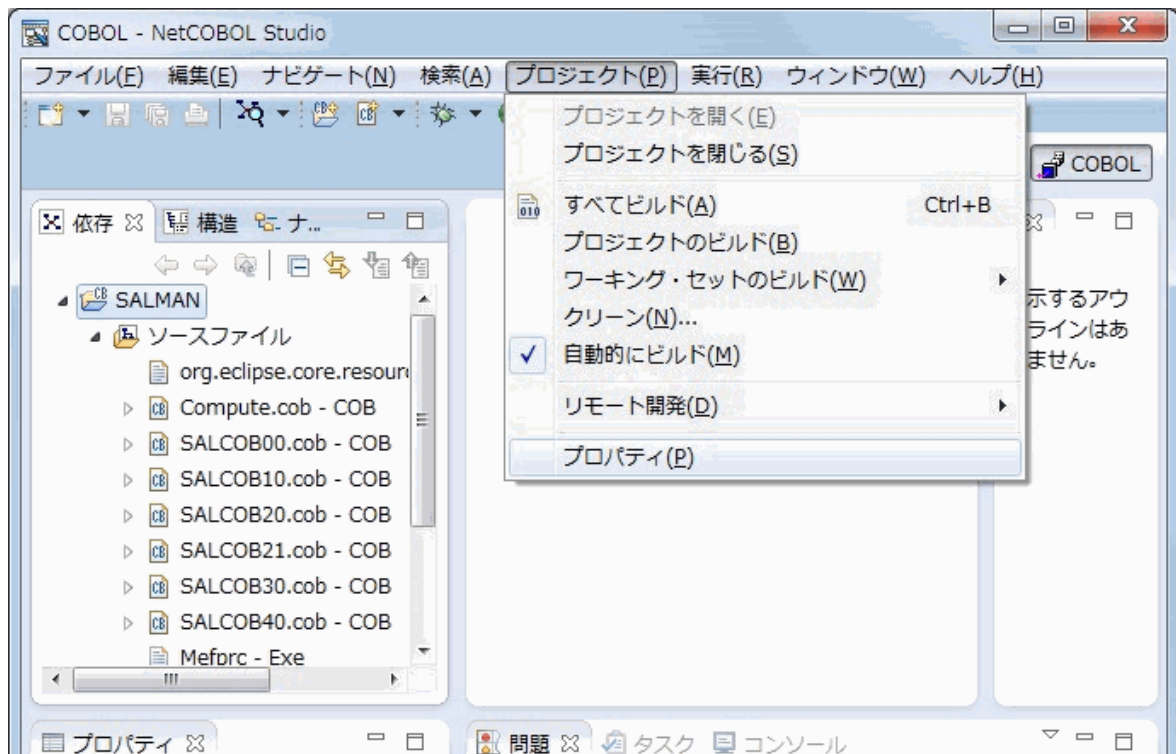 COBOL - NetCOBOL Studio
ファイル(F) 編集(E) ナビゲート(N) 検索(A) プロジェクト(P) 実行(R) ウィンドウ(W) ヘルプ(H)
プロジェクトを開く(E)
プロジェクトを閉じる(S)
すべてビルド(A) Ctrl+B
プロジェクトのビルド(B)
ワーキング・セットのビルド(W)
クリーン(N)...
自動的にビルド(M)
リモート開発(D)
プロパティ(P)
COBOL
依存 構造 ナ...
SALMAN
ソースファイル
org.eclipse.core.resour
Compute.cob - COB
SALCOB00.cob - COB
SALCOB10.cob - COB
SALCOB20.cob - COB
SALCOB21.cob - COB
SALCOB30.cob - COB
SALCOB40.cob - COB
Mefprc - Exe
示するアウ
ラインはあ
ません。
プロパティ
問題 タスク コンソール